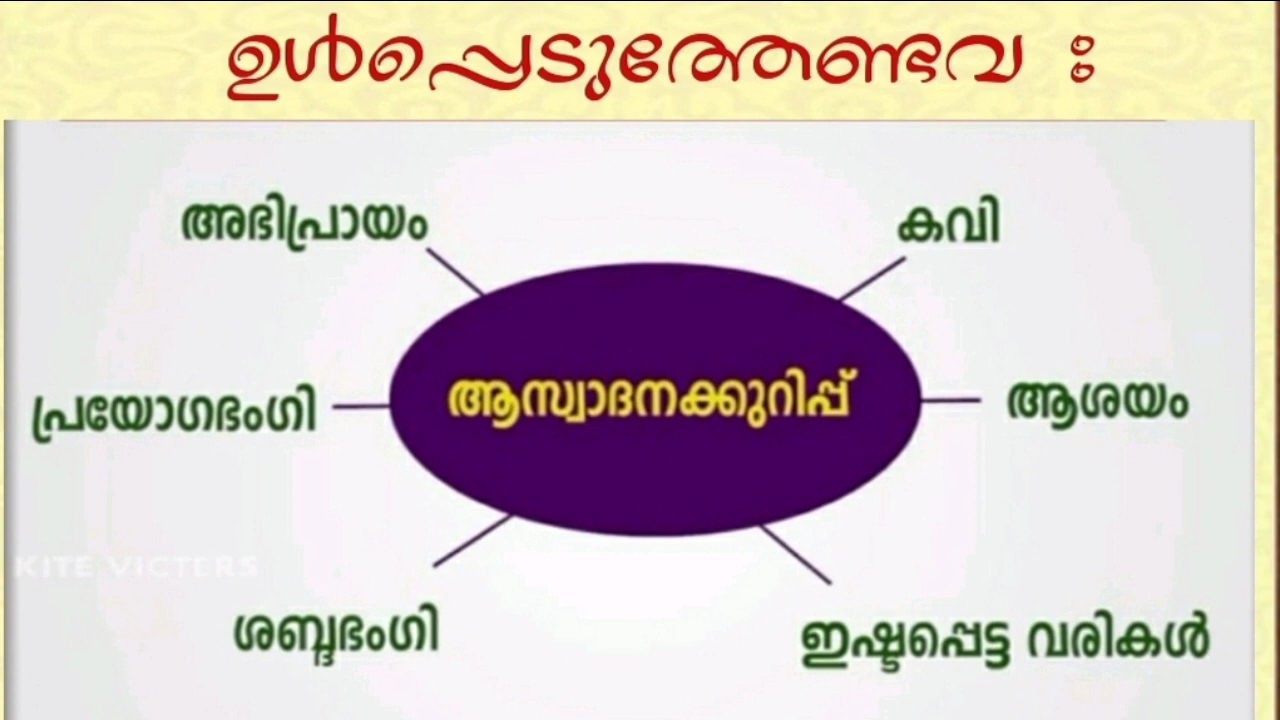 ഉൾപ്പെടുത്തേണ്ടവ :
അഭിപ്രായം
കവി
പ്രയോഗഭംഗി
ആസ്വാദനക്കുറിപ്പ്
ആശയം
KITE VICTERS
ശബ്ദഭംഗി
ഇഷ്ടപ്പെട്ട വരികൾ